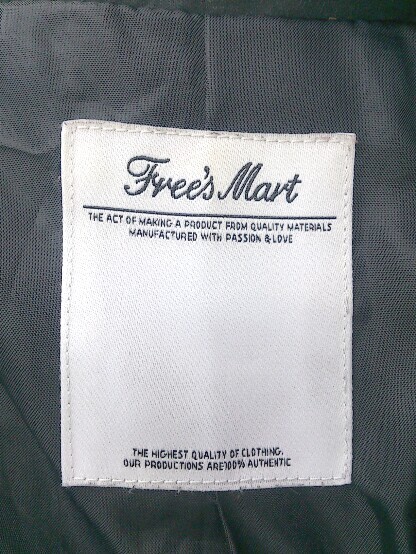 Free's Mart
THE ACT OF MAKING A PRODUCT FROM QUALITY MATERIALS
MANUFACTURED WITH PASSION & LOVE
THE HIGHEST QUALITY OF CLOTHING.
OUR PRODUCTIONS ARE100% AUTHENTIC